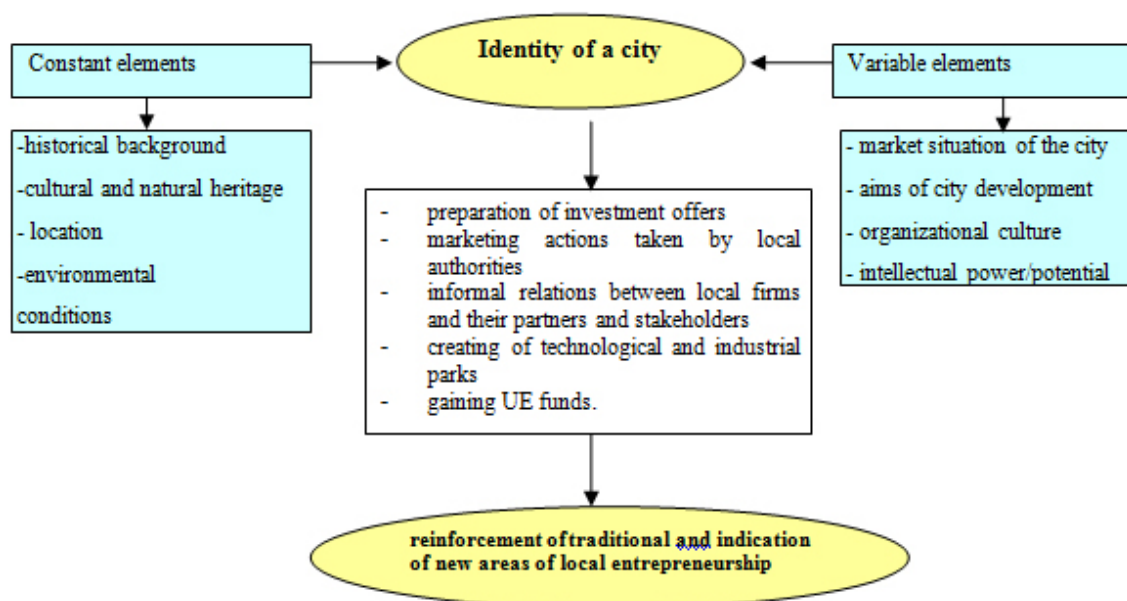 Identity of a city
Constant elements
Variable elements
-historical background
-cultural and natural heritage
- location
-environmental
conditions
- market situation of the city
- aims of city development
- organizational culture
- intellectual power/potential
- preparation of investment offers
- marketing actions taken by local
authorities
- informal relations between local firms
and their partners and stakeholders
- creating of technological and industrial
parks
- gaining UE funds.
reinforcement of traditional and indication
of new areas of local entrepreneurship